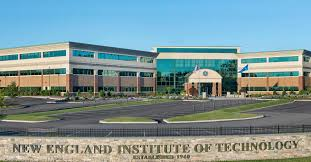 NEW ENGLAND INSTITUTE OF TECHNOLOGY
ESTABLISHED 1940